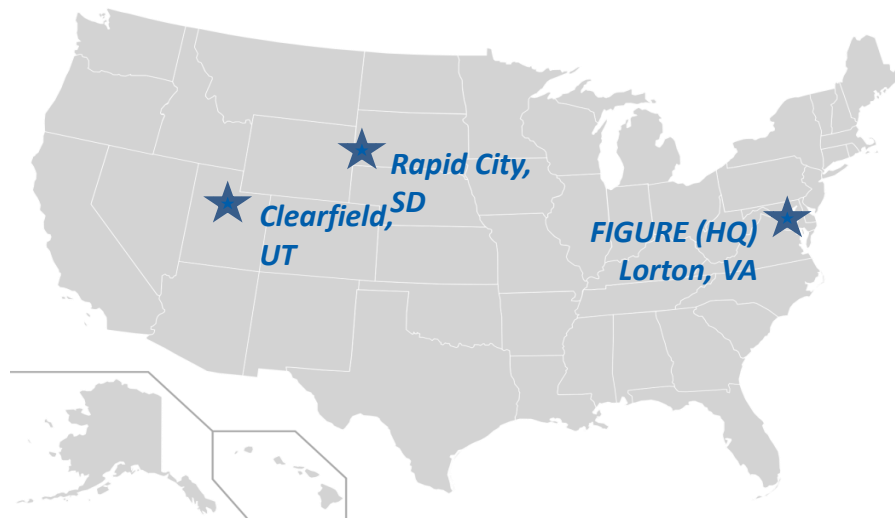 Rapid City,
SD
Clearfield,
UT
FIGURE (HQ)
Lorton, VA